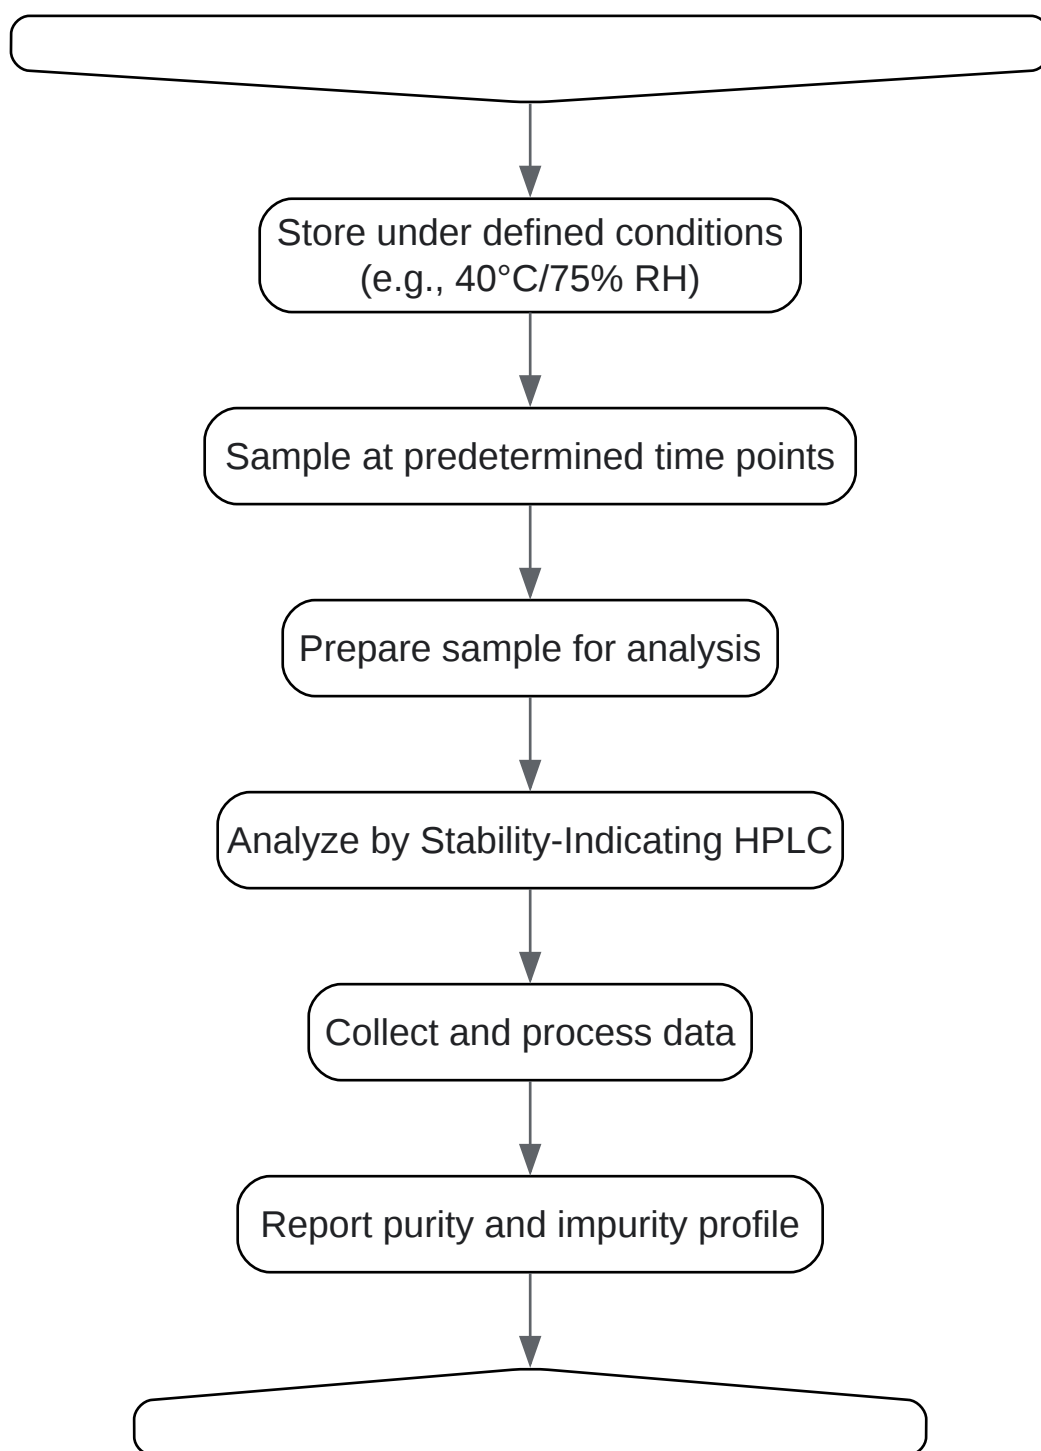 Store under defined conditions
(e.g., 40°C/75% RH)
Sample at predetermined time points
Prepare sample for analysis
Analyze by Stability-Indicating HPLC
Collect and process data
Report purity and impurity profile